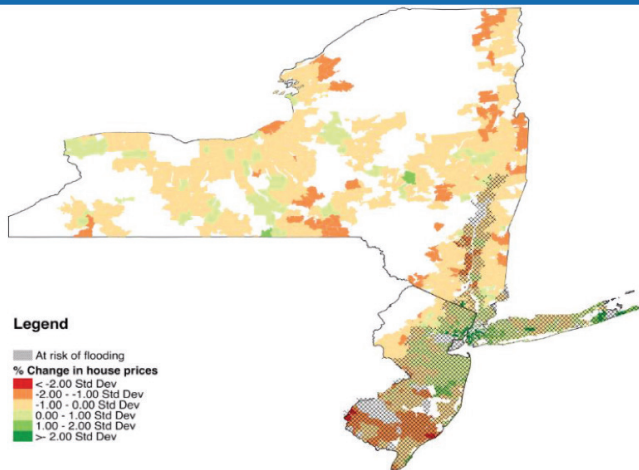 Legend
At risk of flooding
% Change in house prices
< -2.00 Std Dev
-2.00 - -1.00 Std Dev
-1.00 - 0.00 Std Dev
0.00 - 1.00 Std Dev
1.00 - 2.00 Std Dev
> 2.00 Std Dev